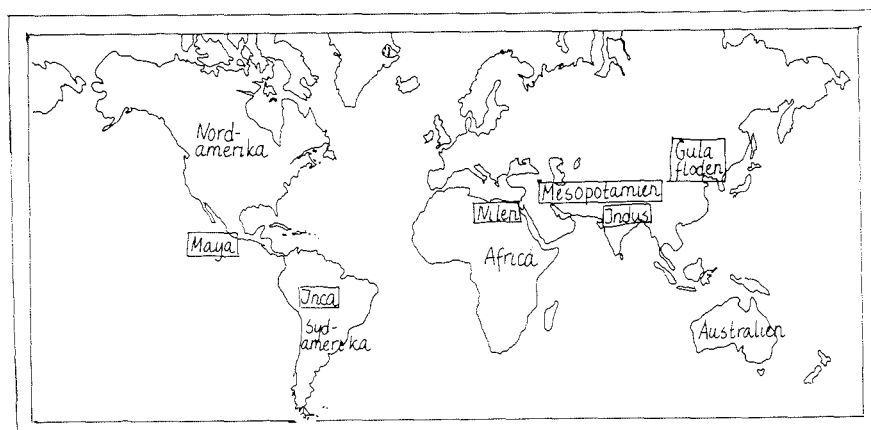 Nord-
amerika
Gula
floden
Mesopotamien
Nilen
Indus
Maya
Africa
Inca
Syd-
amerika
Australien